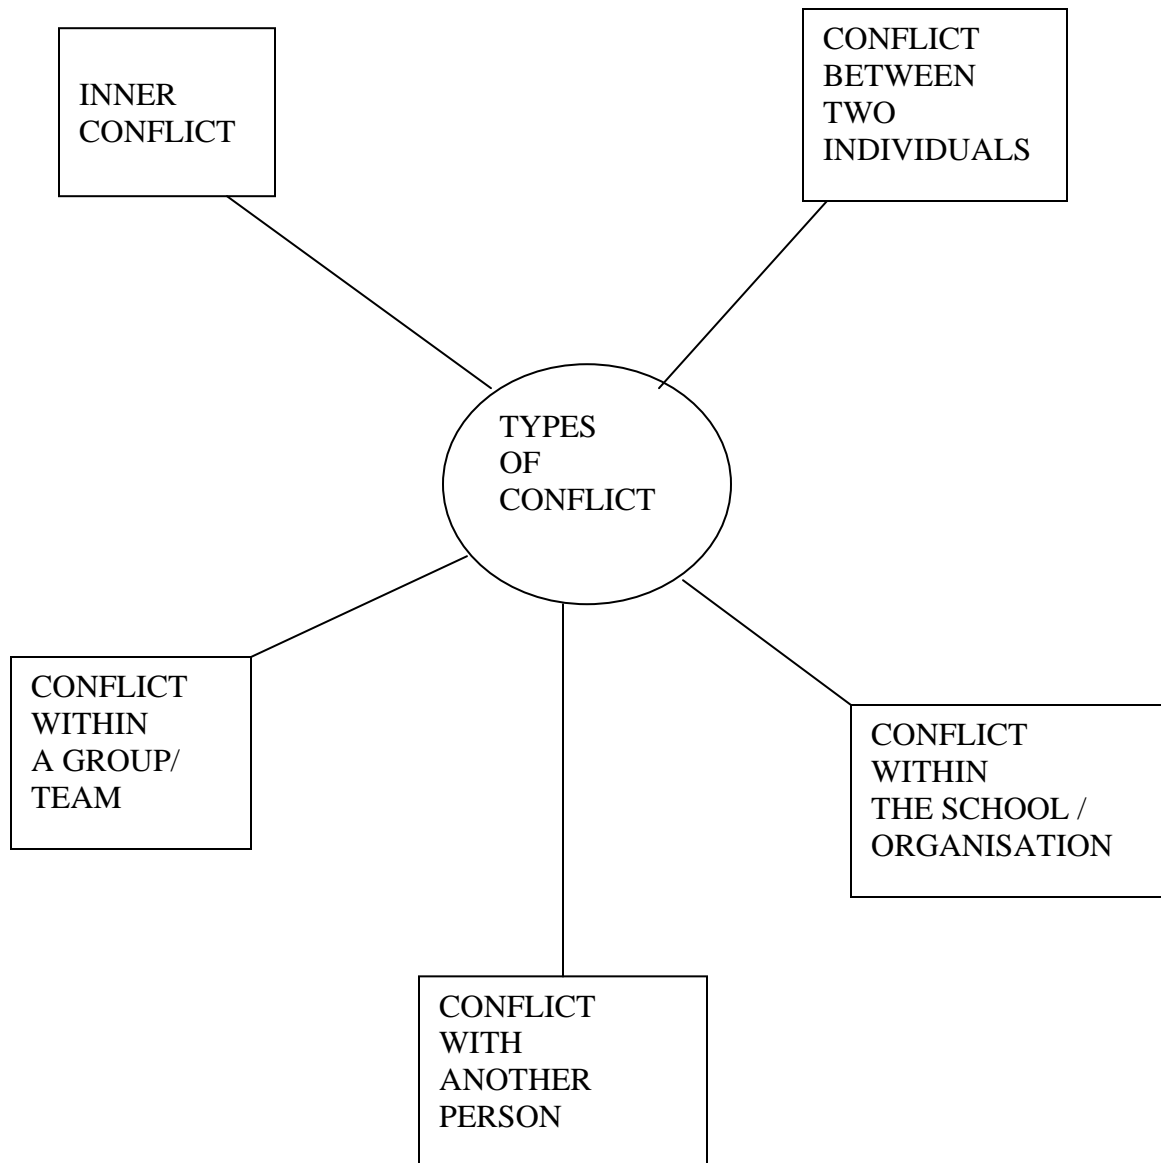 INNER
CONFLICT
CONFLICT
BETWEEN
TWO
INDIVIDUALS
TYPES
OF
CONFLICT
CONFLICT
WITHIN
A GROUP/
TEAM
CONFLICT
WITHIN
THE SCHOOL /
ORGANISATION
CONFLICT
WITH
ANOTHER
PERSON